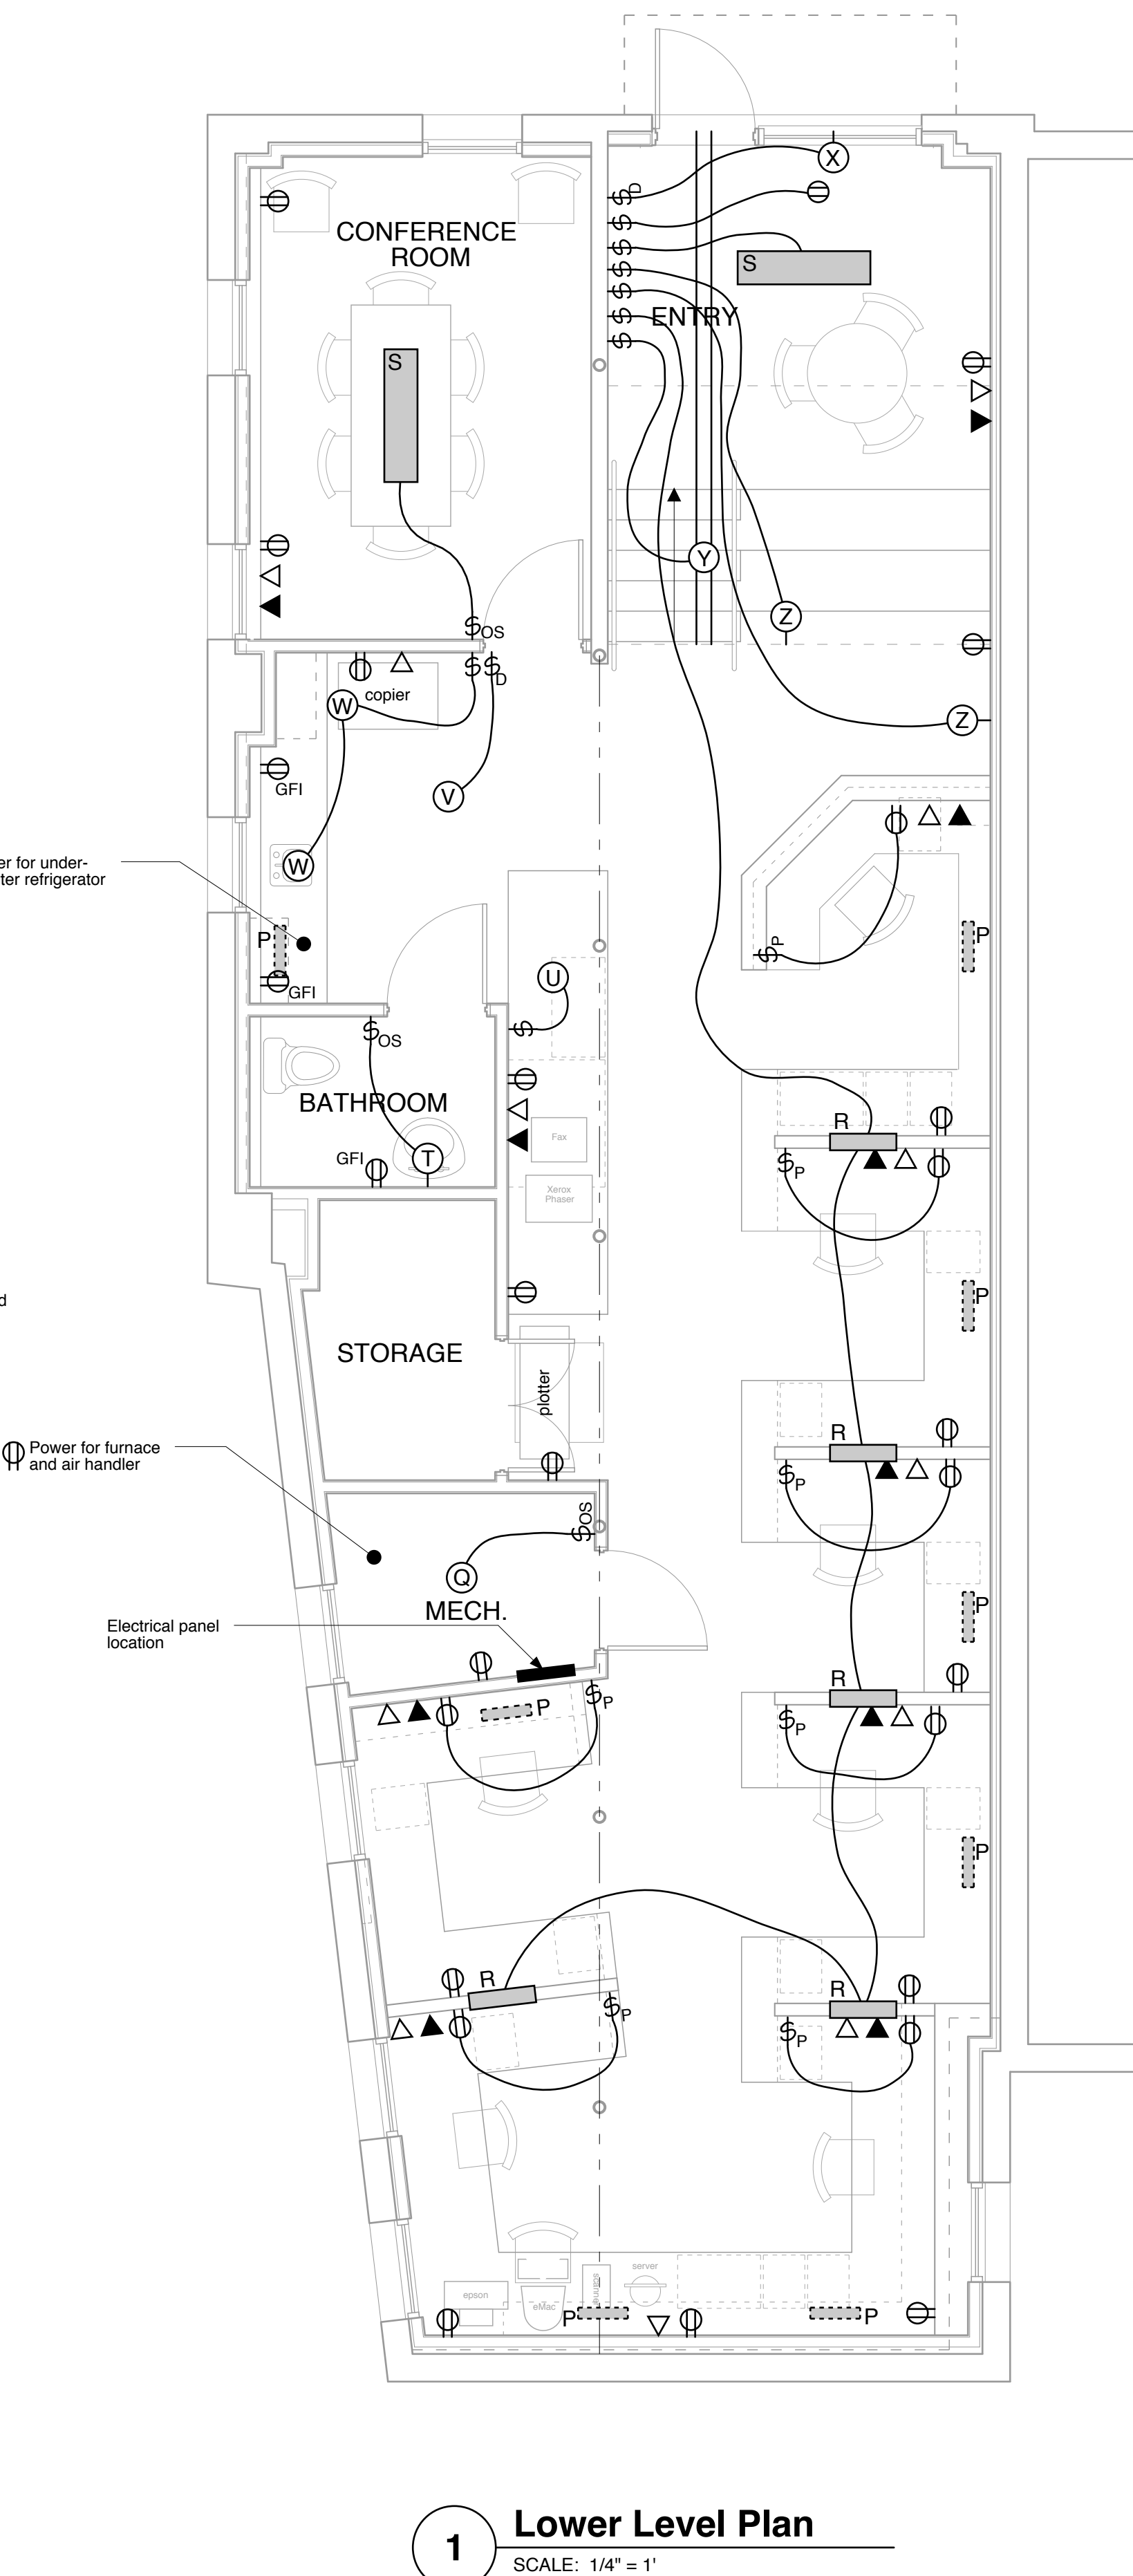 X
$D
$
$
$
$
$
$
S
CONFERENCE
ROOM
ENTRY
S
Y
Z
$OS
$
$D
copier
W
Z
GFI
V
W
er for under-
ter refrigerator
P
GFI
U
$
$P
P
$OS
BATHROOM
GFI
T
Fax
Xerox
Phaser
R
$P
P
d
STORAGE
plotter
R
$P
Power for furnace
and air handler
$OS
Q
MECH.
P
Electrical panel
location
R
$P
P
$P
P
R
$P
R
$P
epson
eMac
server
P
P
1
Lower Level Plan
SCALE: 1/4" = 1'